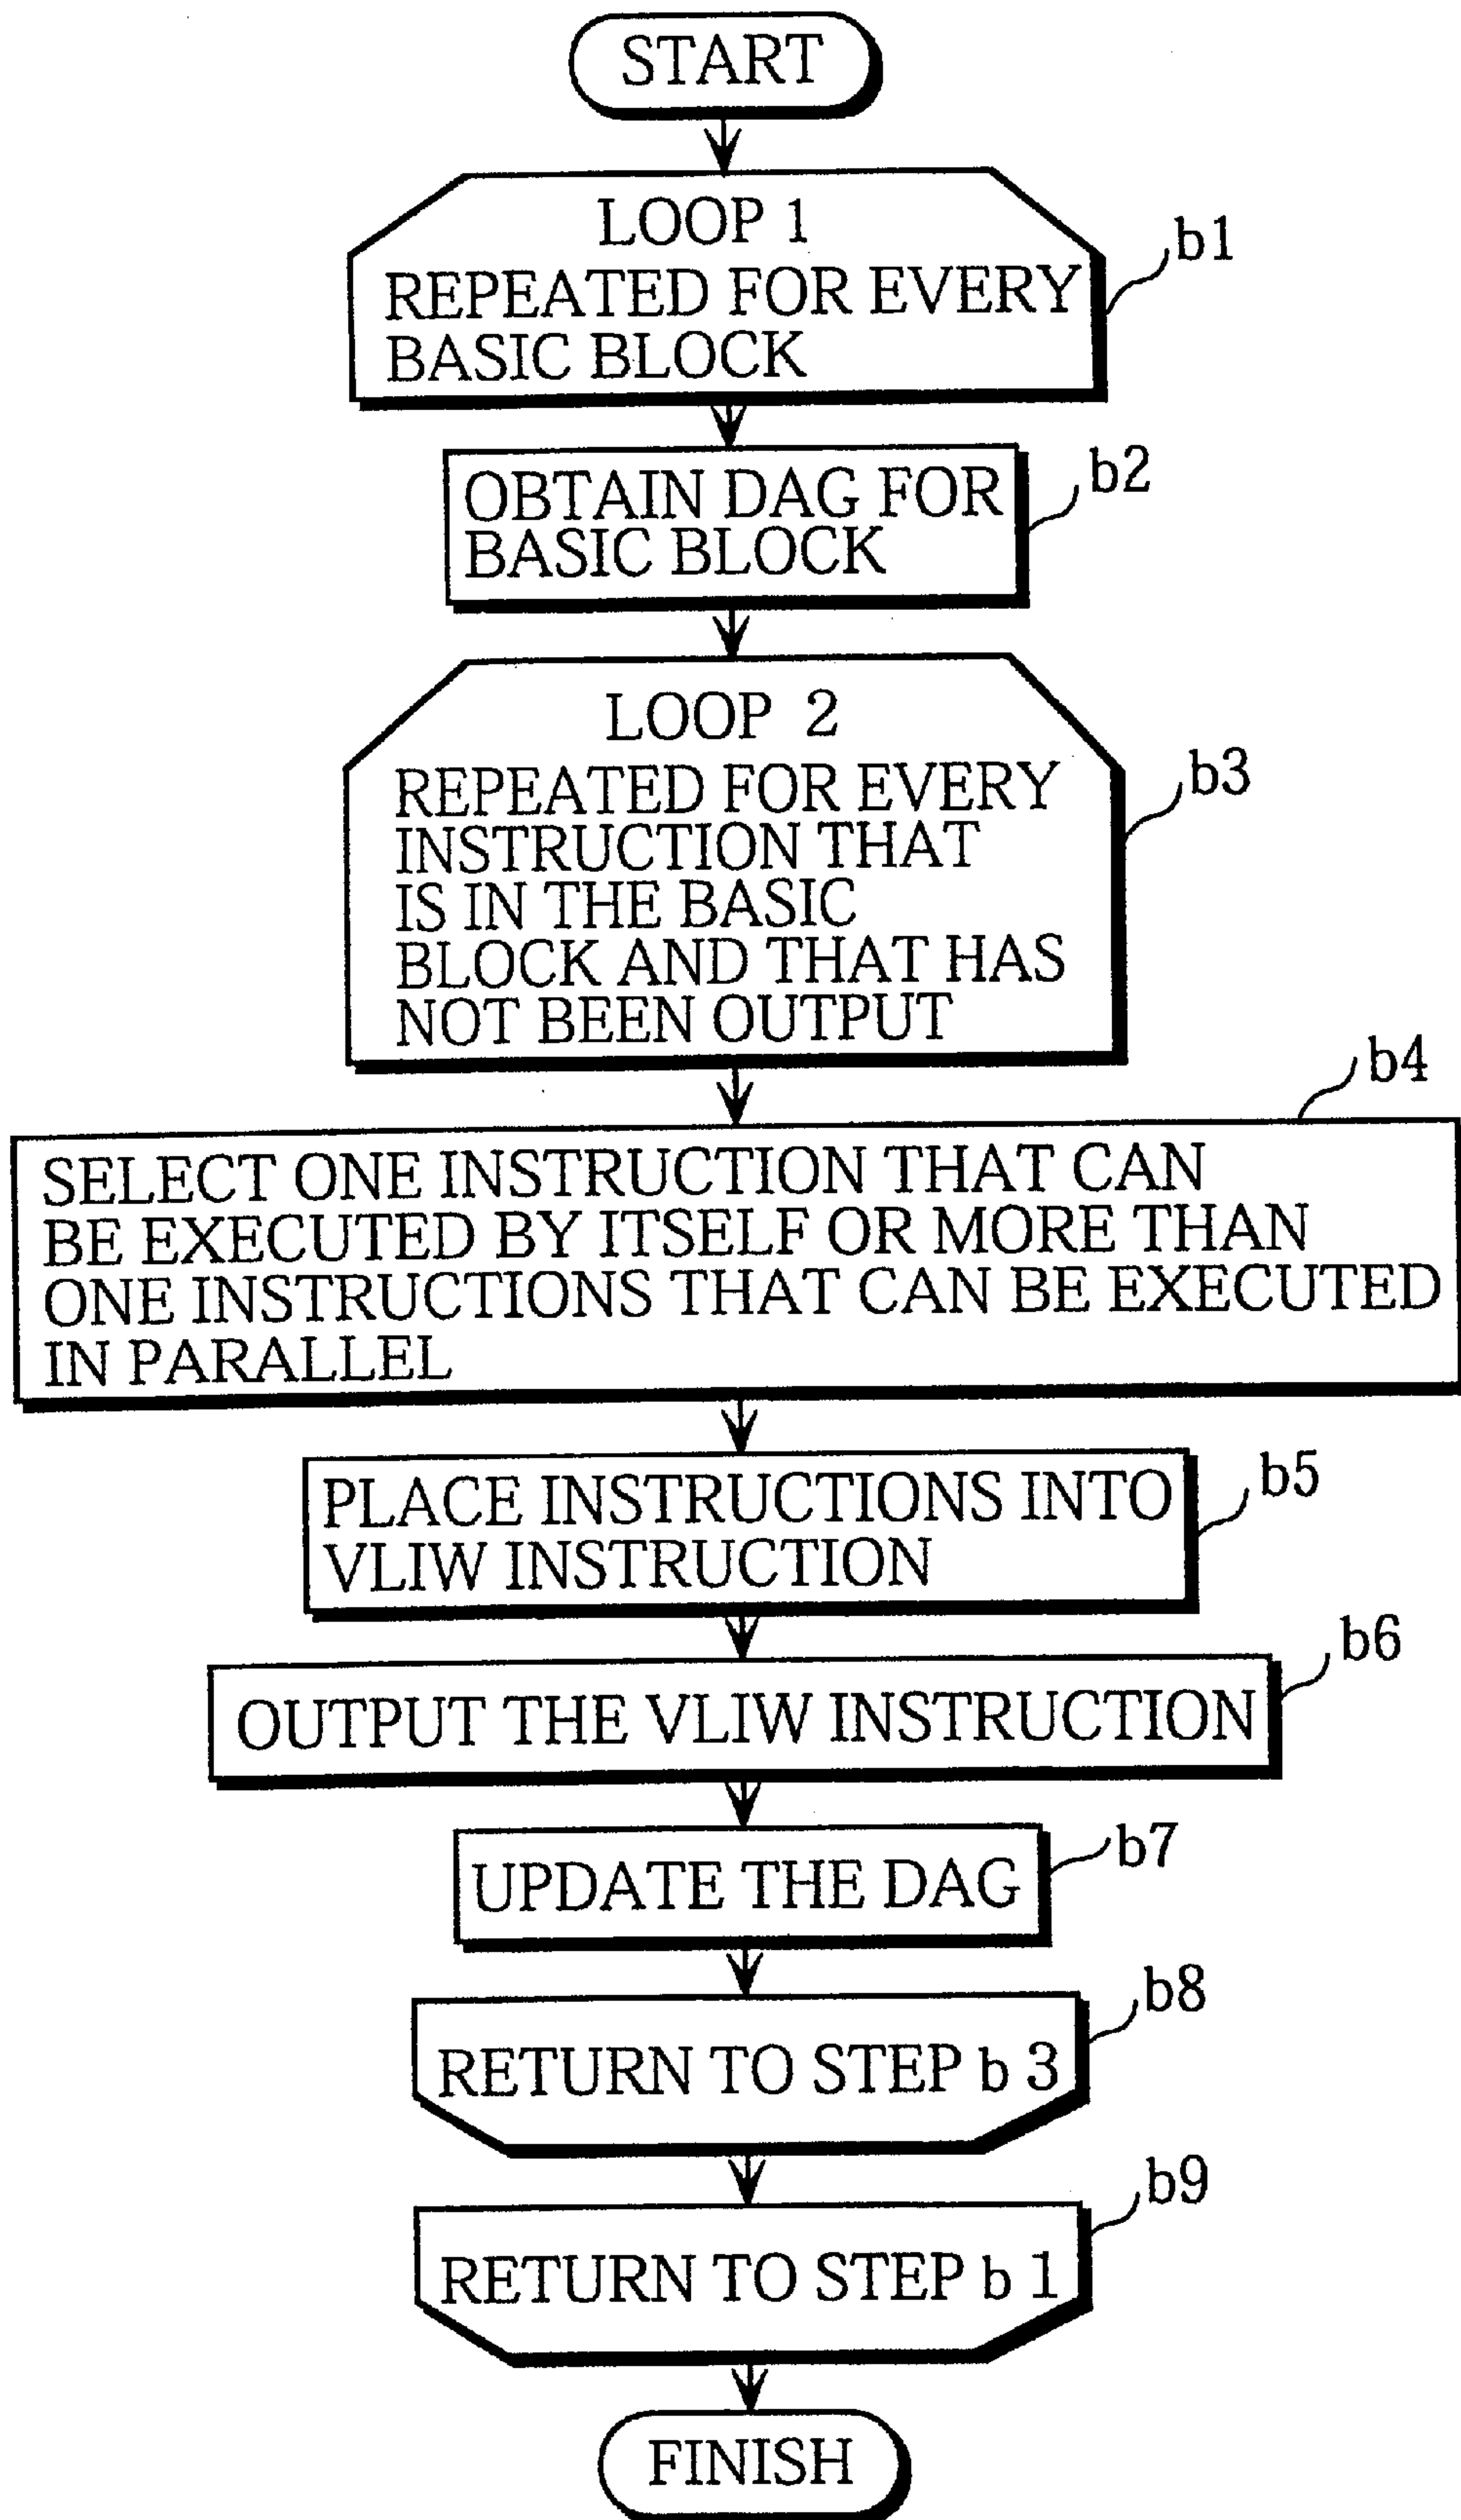 START
LOOP 1
b1
REPEATED FOR EVERY
BASIC BLOCK
b2
OBTAIN DAG FOR
BASIC BLOCK
LOOP 2
b3
REPEATED FOR EVERY
INSTRUCTION THAT
IS IN THE BASIC
BLOCK AND THAT HAS
NOT BEEN OUTPUT
b4
SELECT ONE INSTRUCTION THAT CAN
BE EXECUTED BY ITSELF OR MORE THAN
ONE INSTRUCTIONS THAT CAN BE EXECUTED
IN PARALLEL
b5
PLACE INSTRUCTIONS INTO
VLIW INSTRUCTION
b6
OUTPUT THE VLIW INSTRUCTION
b7
UPDATE THE DAG
b8
RETURN TO STEP b 3
b9
RETURN TO STEP b 1
FINISH